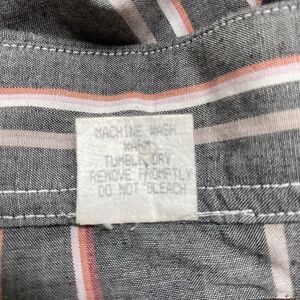 MACHINE WASH
WARM
TUMBLE DRY
REMOVE PROMPTLY
DO NOT BLEACH